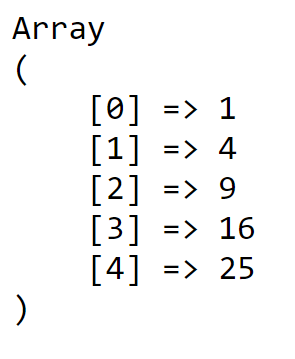 Array
(
    [0] => 1
    [1] => 4
    [2] => 9
    [3] => 16
    [4] => 25
)